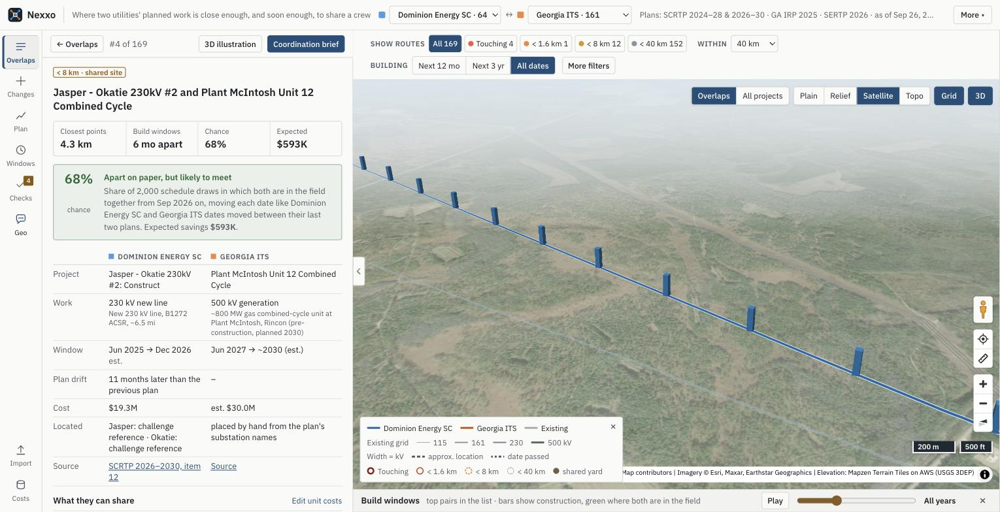 Nexxo
Where two utilities' planned work is close enough, and soon enough, to share a crew
Dominion Energy SC · 64
↔
Georgia ITS · 161
Plans: SCRTP 2024–28 & 2026–30 · GA IRP 2025 · SERTP 2026 · as of Sep 26, 2...
More
Overlaps
Changes
Plan
Windows
4
Checks
Geo
Import
Costs
← Overlaps
#4 of 169
3D illustration
Coordination brief
< 8 km · shared site
Jasper - Okatie 230kV #2 and Plant McIntosh Unit 12
Combined Cycle
Closest points
4.3 km
Build windows
6 mo apart
Chance
68%
Expected
$593K
68%
chance
Apart on paper, but likely to meet
Share of 2,000 schedule draws in which both are in the field
together from Sep 2026 on, moving each date like Dominion
Energy SC and Georgia ITS dates moved between their last
two plans. Expected savings $593K.
DOMINION ENERGY SC
GEORGIA ITS
Project
Jasper - Okatie 230kV
#2: Construct
Plant McIntosh Unit 12 Combined
Cycle
Work
230 kV new line
New 230 kV line, B1272
ACSR, ~6.5 mi
500 kV generation
~800 MW gas combined-cycle unit at
Plant McIntosh, Rincon (pre-
construction, planned 2030)
Window
Jun 2025 → Dec 2026
est.
Jun 2027 → ~2030 (est.)
Plan drift
11 months later than the
previous plan
–
Cost
$19.3M
est. $30.0M
Located
Jasper: challenge
reference · Okatie:
challenge reference
placed by hand from the plan's
substation names
Source
SCRTP 2026–2030, item
12
Source
What they can share
Edit unit costs
SHOW ROUTES
All 169
Touching 4
< 1.6 km 1
< 8 km 12
< 40 km 152
WITHIN
40 km
BUILDING
Next 12 mo
Next 3 yr
All dates
More filters
Overlaps
All projects
Plain
Relief
Satellite
Topo
Grid
3D
Dominion Energy SC
Georgia ITS
Existing
×
Existing grid
115
161
230
500 kV
Width = kV
approx. location
date passed
Touching
< 1.6 km
< 8 km
< 40 km
shared yard
200 m
500 ft
Map contributors | Imagery © Esri, Maxar, Earthstar Geographics | Elevation: Mapzen Terrain Tiles on AWS (USGS 3DEP)
Build windows
top pairs in the list · bars show construction, green where both are in the field
Play
All years
×